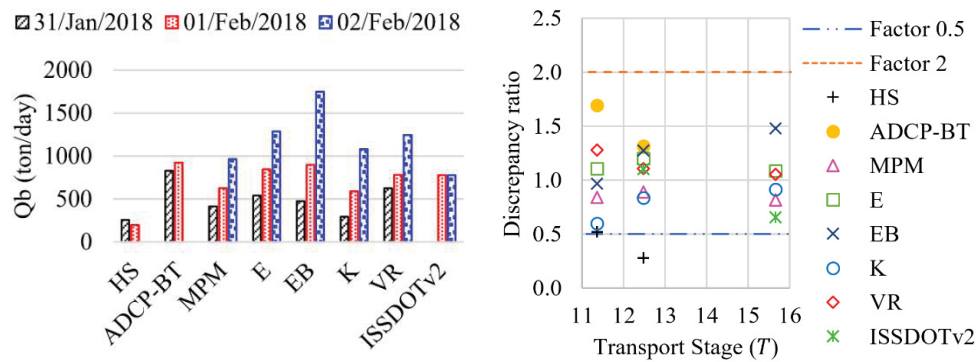 31/Jan/2018 01/Feb/2018 02/Feb/2018
2000
1500
1000
500
0
Qb (ton/day)
HS
ADCP-BT
MPM
E
EB
K
VR
ISSDOTv2
2.5
2.0
1.5
1.0
0.5
0.0
Discrepancy ratio
11 12 13 14 15 16
Transport Stage (T)
Factor 0.5
Factor 2
HS
ADCP-BT
MPM
E
EB
K
VR
ISSDOTv2